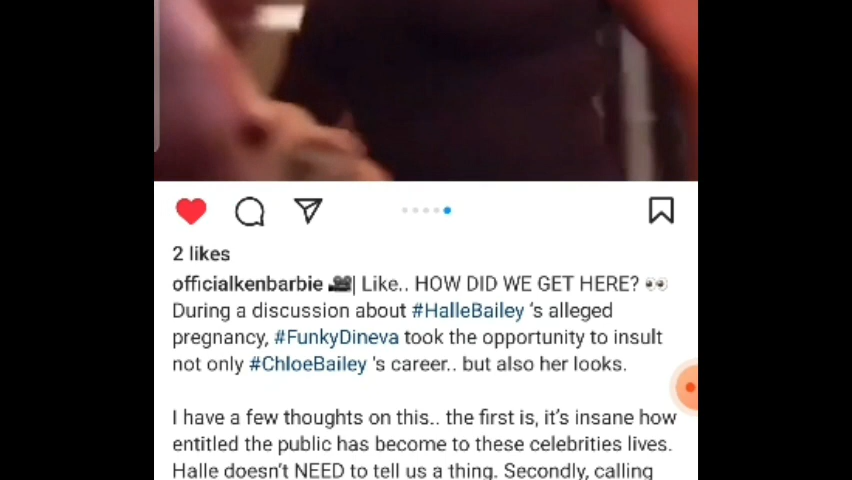 2 likes
officialkenbarbie 🎥| Like.. HOW DID WE GET HERE? 👀
During a discussion about #HalleBailey 's alleged
pregnancy, #FunkyDineva took the opportunity to insult
not only #ChloeBailey 's career.. but also her looks.
I have a few thoughts on this.. the first is, it's insane how
entitled the public has become to these celebrities lives.
Halle doesn't NEED to tell us a thing. Secondly, calling